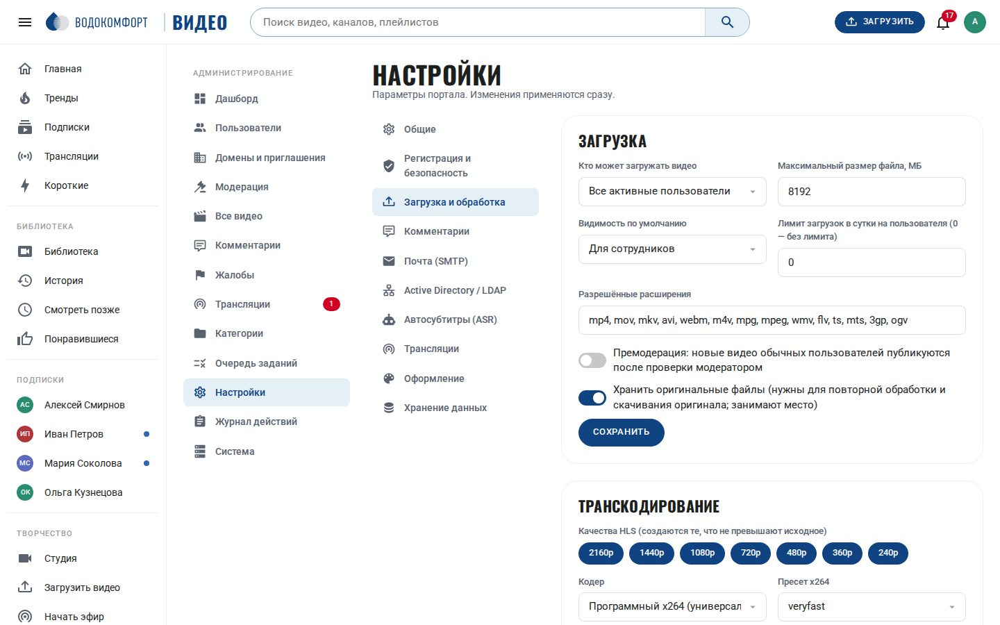 ВОДОКОМФОРТ
ВИДЕО
Поиск видео, каналов, плейлистов
ЗАГРУЗИТЬ
17
А
Главная
Тренды
Подписки
Трансляции
Короткие
БИБЛИОТЕКА
Библиотека
История
Смотреть позже
Понравившиеся
ПОДПИСКИ
АС Алексей Смирнов
ИП Иван Петров
МС Мария Соколова
ОК Ольга Кузнецова
ТВОРЧЕСТВО
Студия
Загрузить видео
Начать эфир
АДМИНИСТРИРОВАНИЕ
Дашборд
Пользователи
Домены и приглашения
Модерация
Все видео
Комментарии
Жалобы
Трансляции 1
Категории
Очередь заданий
Настройки
Журнал действий
Система
НАСТРОЙКИ
Параметры портала. Изменения применяются сразу.
Общие
Регистрация и
безопасность
Загрузка и обработка
Комментарии
Почта (SMTP)
Active Directory / LDAP
Автосубтитры (ASR)
Трансляции
Оформление
Хранение данных
ЗАГРУЗКА
Кто может загружать видео
Все активные пользователи
Максимальный размер файла, МБ
8192
Видимость по умолчанию
Для сотрудников
Лимит загрузок в сутки на пользователя (0
— без лимита)
0
Разрешённые расширения
mp4, mov, mkv, avi, webm, m4v, mpg, mpeg, wmv, flv, ts, mts, 3gp, ogv
Премодерация: новые видео обычных пользователей публикуются
после проверки модератором
Хранить оригинальные файлы (нужны для повторной обработки и
скачивания оригинала; занимают место)
СОХРАНИТЬ
ТРАНСКОДИРОВАНИЕ
Качества HLS (создаются те, что не превышают исходное)
2160p 1440p 1080p 720p 480p 360p 240p
Кодер
Программный x264 (универсал
Пресет x264
veryfast